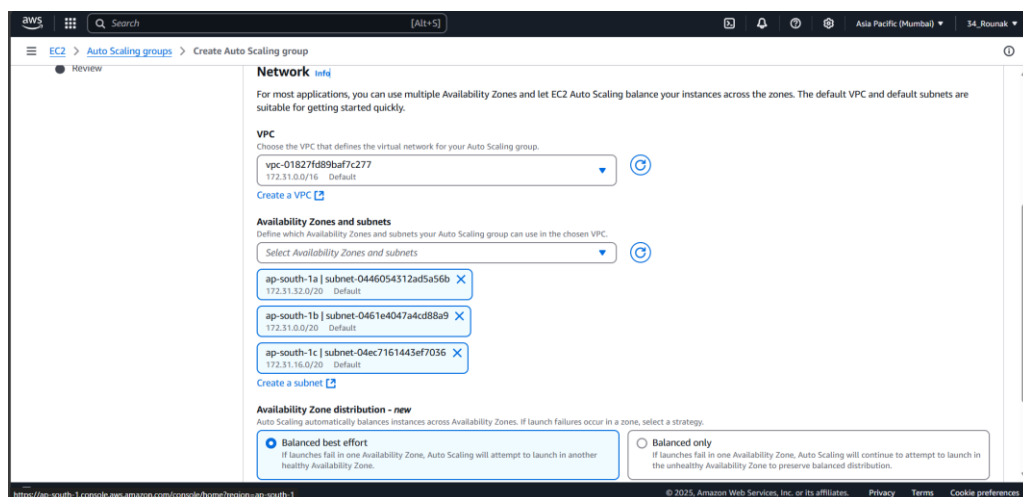 aws
Search [Alt+S] Asia Pacific (Mumbai) 34_Rounak
EC2 > Auto Scaling groups > Create Auto Scaling group
Review
Network Info
For most applications, you can use multiple Availability Zones and let EC2 Auto Scaling balance your instances across the zones. The default VPC and default subnets are
suitable for getting started quickly.
VPC
Choose the VPC that defines the virtual network for your Auto Scaling group.
vpc-01827fd89baf7c277
172.31.0.0/16 Default
Create a VPC
Availability Zones and subnets
Define which Availability Zones and subnets your Auto Scaling group can use in the chosen VPC.
Select Availability Zones and subnets
ap-south-1a | subnet-0446054312ad5a56b
172.31.32.0/20 Default
ap-south-1b | subnet-0461e4047a4cd88a9
172.31.0.0/20 Default
ap-south-1c | subnet-04ec7161443ef7036
172.31.16.0/20 Default
Create a subnet
Availability Zone distribution - new
Auto Scaling automatically balances instances across Availability Zones. If launch failures occur in a zone, select a strategy.
Balanced best effort
If launches fail in one Availability Zone, Auto Scaling will attempt to launch in another
healthy Availability Zone.
Balanced only
If launches fail in one Availability Zone, Auto Scaling will continue to attempt to launch in
the unhealthy Availability Zone to preserve balanced distribution.
https://ap-south-1.console.aws.amazon.com/console/home?region=ap-south-1
© 2025, Amazon Web Services, Inc. or its affiliates. Privacy Terms Cookie preferences